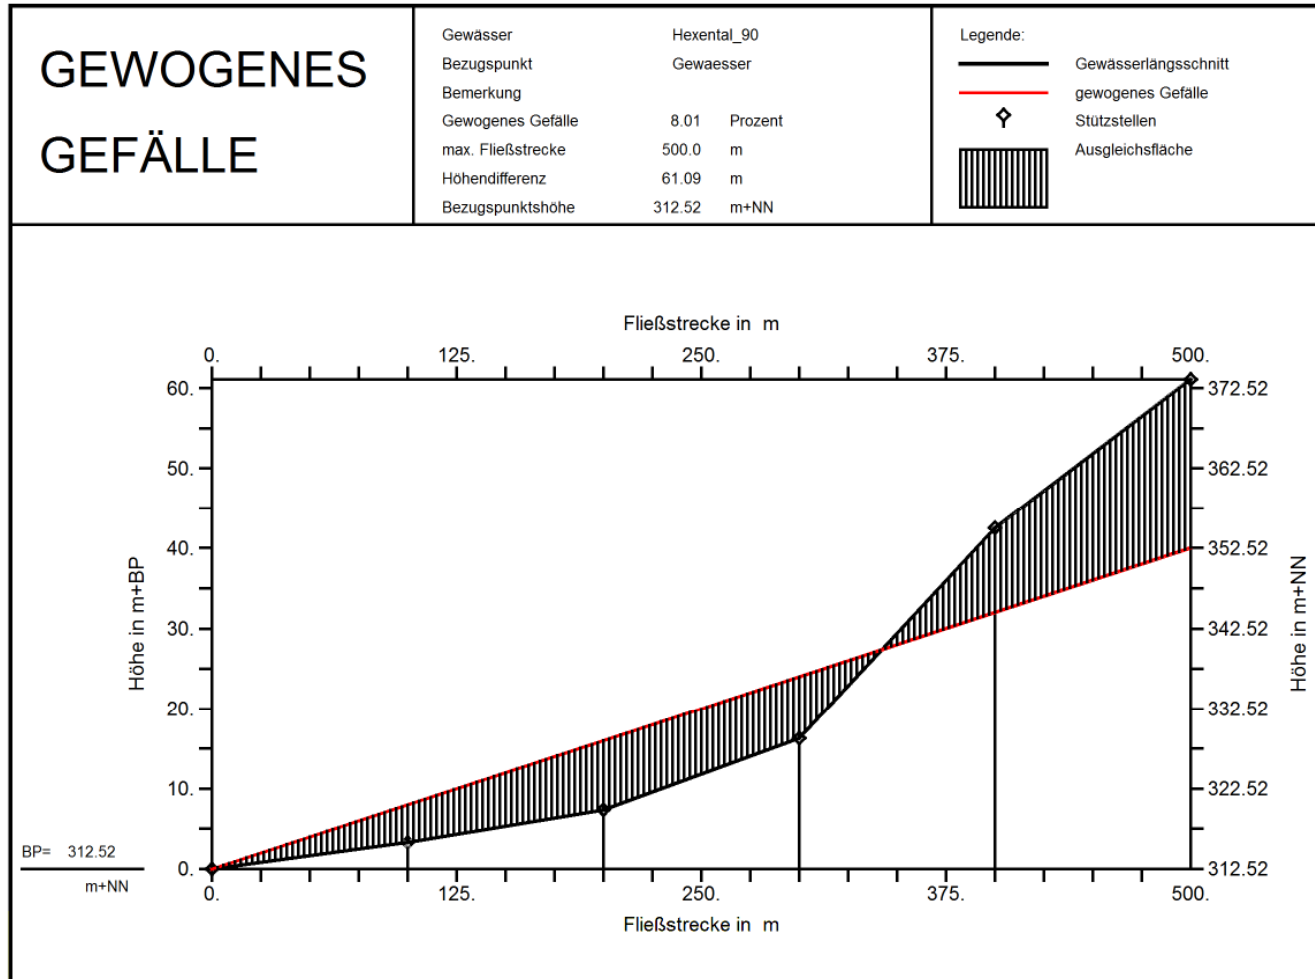 GEWOGENES
GEFÄLLE
Gewässer Hexental_90
Bezugspunkt Gewaesser
Bemerkung
Gewogenes Gefälle 8.01 Prozent
max. Fließstrecke 500.0 m
Höhendifferenz 61.09 m
Bezugspunktshöhe 312.52 m+NN
Legende:
Gewässerlängsschnitt
gewogenes Gefälle
Stützstellen
Ausgleichsfläche
Fließstrecke in m
0. 125. 250. 375. 500.
60. 372.52
50. 362.52
40. 352.52
30. 342.52
20. 332.52
10. 322.52
0. 312.52
Höhe in m+BP
Höhe in m+NN
BP= 312.52
m+NN
0. 125. 250. 375. 500.
Fließstrecke in m